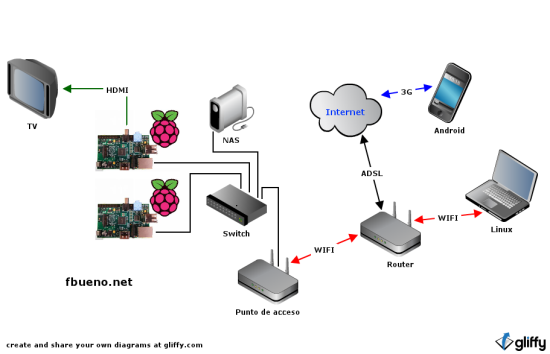 HDMI
TV
NAS
Internet
3G
Android
ADSL
WIFI
Linux
Switch
WIFI
Router
Punto de acceso
fbueno.net
create and share your own diagrams at gliffy.com
gliffy